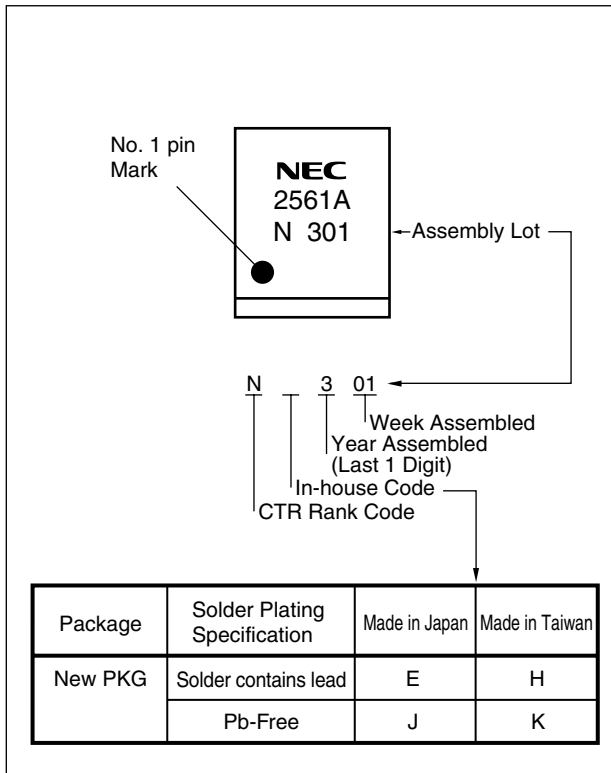 No. 1 pin
Mark
NEC
2561A
N 301
Assembly Lot
N 3 01
Week Assembled
Year Assembled
(Last 1 Digit)
In-house Code
CTR Rank Code
Package Solder Plating Specification Made in Japan Made in Taiwan
New PKG Solder contains lead E H
Pb-Free J K